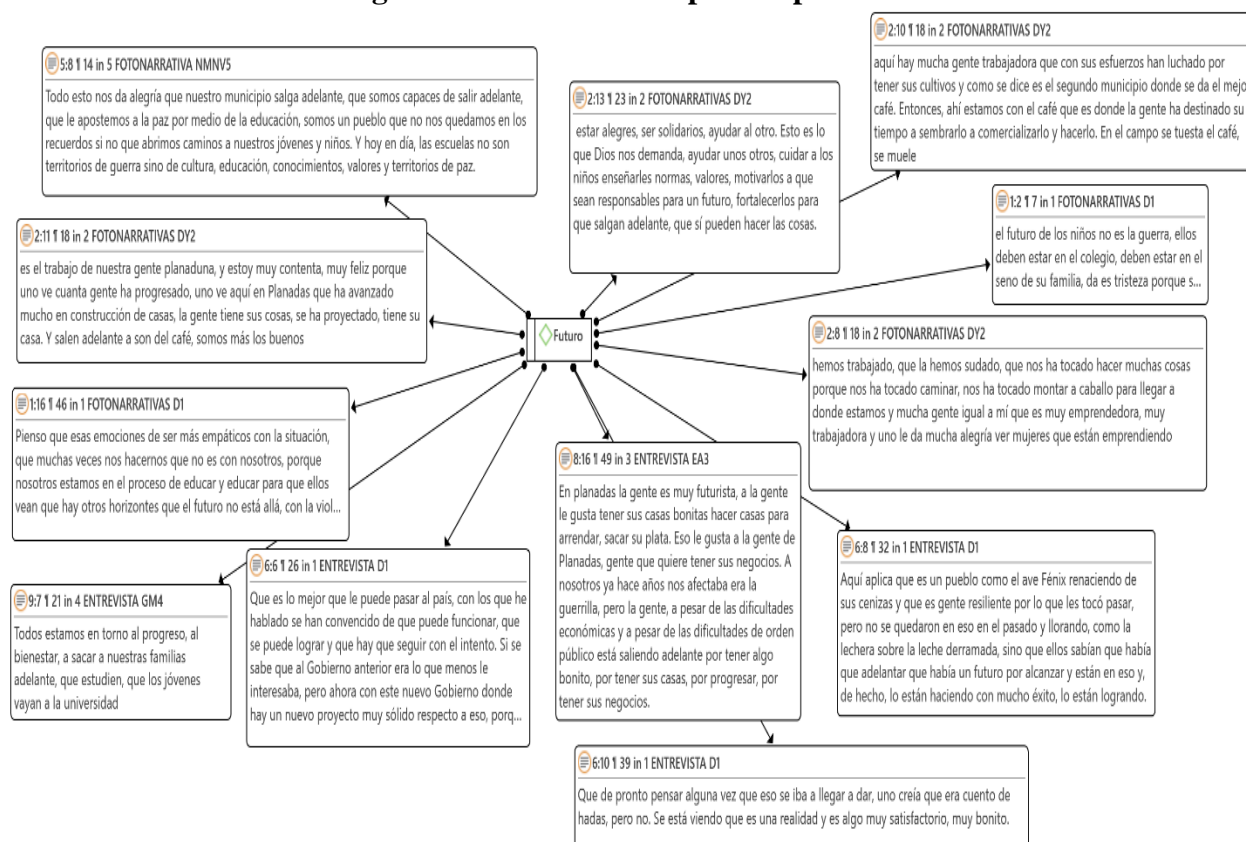 5:8 ¶ 14 in 5 FOTONARRATIVA NMNV5
Todo esto nos da alegría que nuestro municipio salga adelante, que somos capaces de salir adelante,
que le apostemos a la paz por medio de la educación, somos un pueblo que no nos quedamos en los
recuerdos si no que abrimos caminos a nuestros jóvenes y niños. Y hoy en día, las escuelas no son
territorios de guerra sino de cultura, educación, conocimientos, valores y territorios de paz.
2:13 ¶ 23 in 2 FOTONARRATIVAS DY2
estar alegres, ser solidarios, ayudar al otro. Esto es lo
que Dios nos demanda, ayudar unos otros, cuidar a los
niños enseñarles normas, valores, motivarlos a que
sean responsables para un futuro, fortalecerlos para
que salgan adelante, que sí pueden hacer las cosas.
2:10 ¶ 18 in 2 FOTONARRATIVAS DY2
aquí hay mucha gente trabajadora que con sus esfuerzos han luchado por
tener sus cultivos y como se dice es el segundo municipio donde se da el mejo
café. Entonces, ahí estamos con el café que es donde la gente ha destinado su
tiempo a sembrarlo a comercializarlo y hacerlo. En el campo se tuesta el café,
se muele
1:2 ¶ 7 in 1 FOTONARRATIVAS D1
el futuro de los niños no es la guerra, ellos
deben estar en el colegio, deben estar en el
seno de su familia, da es tristeza porque s...
2:11 ¶ 18 in 2 FOTONARRATIVAS DY2
es el trabajo de nuestra gente planaduna, y estoy muy contenta, muy feliz porque
uno ve cuanta gente ha progresado, uno ve aquí en Planadas que ha avanzado
mucho en construcción de casas, la gente tiene sus cosas, se ha proyectado, tiene su
casa. Y salen adelante a son del café, somos más los buenos
Futuro
2:8 ¶ 18 in 2 FOTONARRATIVAS DY2
hemos trabajado, que la hemos sudado, que nos ha tocado hacer muchas cosas
porque nos ha tocado caminar, nos ha tocado montar a caballo para llegar a
donde estamos y mucha gente igual a mí que es muy emprendedora, muy
trabajadora y uno le da mucha alegría ver mujeres que están emprendiendo
1:16 ¶ 46 in 1 FOTONARRATIVAS D1
Pienso que esas emociones de ser más empáticos con la situación,
que muchas veces nos hacernos que no es con nosotros, porque
nosotros estamos en el proceso de educar y educar para que ellos
vean que hay otros horizontes que el futuro no está allá, con la viol...
8:16 ¶ 49 in 3 ENTREVISTA EA3
En planadas la gente es muy futurista, a la gente
le gusta tener sus casas bonitas hacer casas para
arrendar, sacar su plata. Eso le gusta a la gente de
Planadas, gente que quiere tener sus negocios. A
nosotros ya hace años nos afectaba era la
guerrilla, pero la gente, a pesar de las dificultades
económicas y a pesar de las dificultades de orden
público está saliendo adelante por tener algo
bonito, por tener sus casas, por progresar, por
tener sus negocios.
6:8 ¶ 32 in 1 ENTREVISTA D1
Aquí aplica que es un pueblo como el ave Fénix renaciendo de
sus cenizas y que es gente resiliente por lo que les tocó pasar,
pero no se quedaron en eso en el pasado y llorando, como la
lechera sobre la leche derramada, sino que ellos sabían que había
que adelantar que había un futuro por alcanzar y están en eso y,
de hecho, lo están haciendo con mucho éxito, lo están logrando.
6:6 ¶ 26 in 1 ENTREVISTA D1
Que es lo mejor que le puede pasar al país, con los que he
hablado se han convencido de que puede funcionar, que
se puede lograr y que hay que seguir con el intento. Si se
sabe que al Gobierno anterior era lo que menos le
interesaba, pero ahora con este nuevo Gobierno donde
hay un nuevo proyecto muy sólido respecto a eso, porq...
9:7 ¶ 21 in 4 ENTREVISTA GM4
Todos estamos en torno al progreso, al
bienestar, a sacar a nuestras familias
adelante, que estudien, que los jóvenes
vayan a la universidad
6:10 ¶ 39 in 1 ENTREVISTA D1
Que de pronto pensar alguna vez que eso se iba a llegar a dar, uno creía que era cuento de
hadas, pero no. Se está viendo que es una realidad y es algo muy satisfactorio, muy bonito.